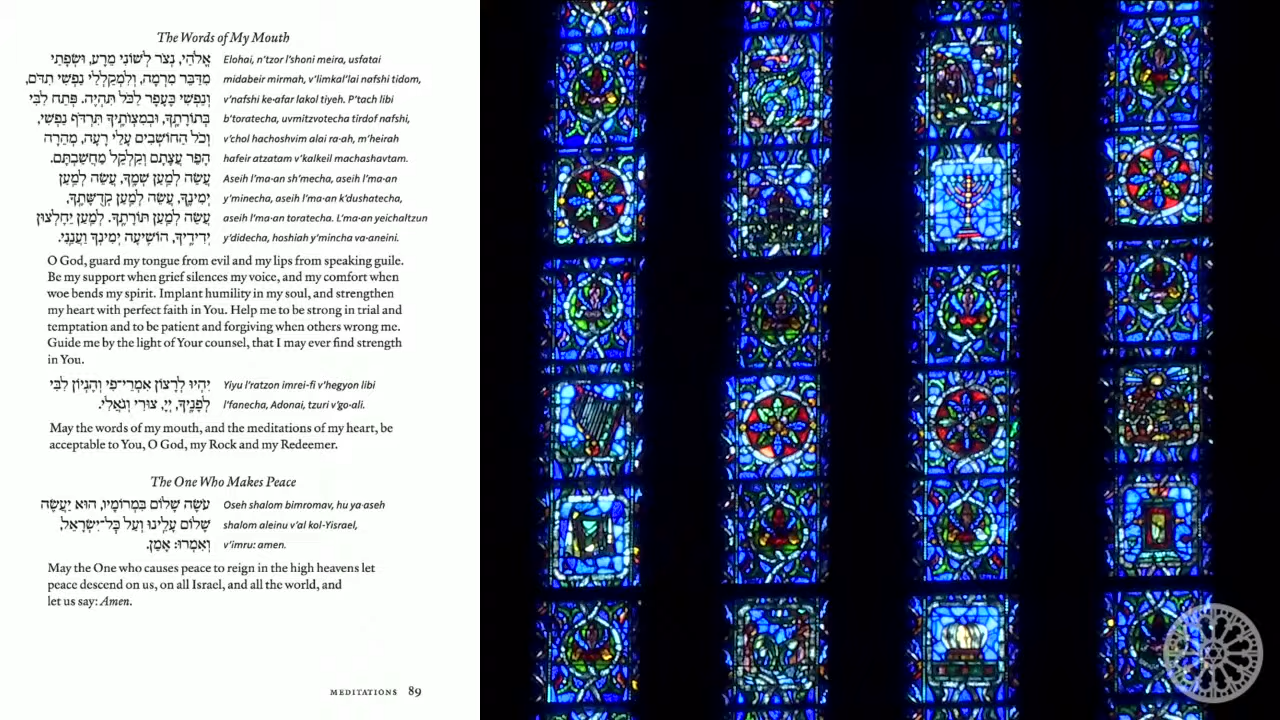 The Words of My Mouth
אֱלֹהַי, נְצֹר לְשׁוֹנִי מֵרָע, וּשְׂפָתַי
Elohai, n'tzor l'shoni meira, usfatai
מִדַּבֵּר מִרְמָה, וְלִמְקַלְלַי נַפְשִׁי תִדֹּם,
midabeir mirmah, v'limkal'lai nafshi tidom,
וְנַפְשִׁי כֶּעָפָר לַכֹּל תִּהְיֶה. פְּתַח לִבִּי
v'nafshi ke-afar lakol tiyeh. P'tach libi
בְּתוֹרָתֶךָ, וּבְמִצְוֹתֶיךָ תִּרְדֹּף נַפְשִׁי,
b'toratecha, uvmitzvotecha tirdof nafshi,
וְכֹל הַחוֹשְׁבִים עָלַי רָעָה, מְהֵרָה
v'chol hachoshvim alai ra-ah, m'heirah
הָפֵר עֲצָתָם וְקַלְקֵל מַחֲשַׁבְתָּם.
hafeir atzatam v'kalkeil machashavtam.
עֲשֵׂה לְמַעַן שְׁמֶךָ, עֲשֵׂה לְמַעַן
Aseih l'ma-an sh'mecha, aseih l'ma-an
יְמִינֶךָ, עֲשֵׂה לְמַעַן קְדֻשָּׁתֶךָ,
y'minecha, aseih l'ma-an k'dushatecha,
עֲשֵׂה לְמַעַן תּוֹרָתֶךָ. לְמַעַן יֵחָלְצוּן
aseih l'ma-an toratecha. L'ma-an yeichaltzun
יְדִידֶיךָ, הוֹשִׁיעָה יְמִינְךָ וַעֲנֵנִי.
y'didecha, hoshiah y'mincha va-aneini.
O God, guard my tongue from evil and my lips from speaking guile.
Be my support when grief silences my voice, and my comfort when
woe bends my spirit. Implant humility in my soul, and strengthen
my heart with perfect faith in You. Help me to be strong in trial and
temptation and to be patient and forgiving when others wrong me.
Guide me by the light of Your counsel, that I may ever find strength
in You.
יִהְיוּ לְרָצוֹן אִמְרֵי־פִי וְהֶגְיוֹן לִבִּי
Yiyu l'ratzon imrei-fi v'hegyon libi
לְפָנֶיךָ, יְיָ, צוּרִי וְגֹאֲלִי.
l'fanecha, Adonai, tzuri v'go-ali.
May the words of my mouth, and the meditations of my heart, be
acceptable to You, O God, my Rock and my Redeemer.
The One Who Makes Peace
עֹשֶׂה שָׁלוֹם בִּמְרוֹמָיו, הוּא יַעֲשֶׂה
Oseh shalom bimromav, hu ya-aseh
שָׁלוֹם עָלֵינוּ וְעַל כׇּל־יִשְׂרָאֵל,
shalom aleinu v'al kol-Yisrael,
וְאִמְרוּ: אָמֵן.
v'imru: amen.
May the One who causes peace to reign in the high heavens let
peace descend on us, on all Israel, and all the world, and
let us say: Amen.
MEDITATIONS 89